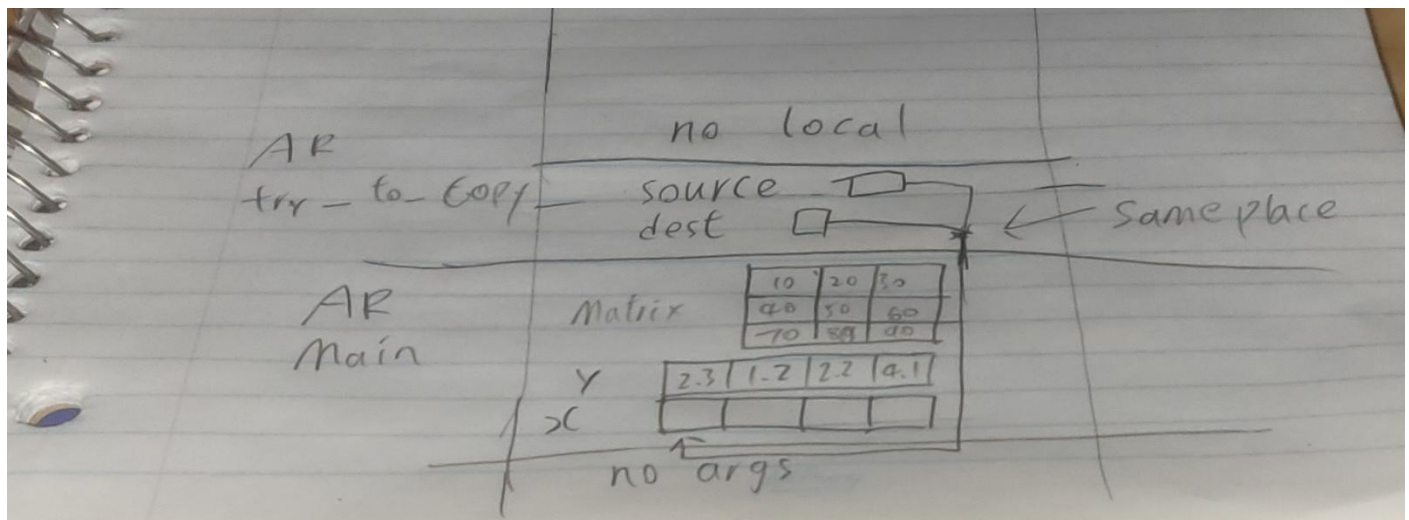 no local
AR
try_to_copy
source
dest
same place
AR
Main
Matrix
10 20 30
40 50 60
70 80 90
Y 2.3 1.2 2.2 4.1
x
no args